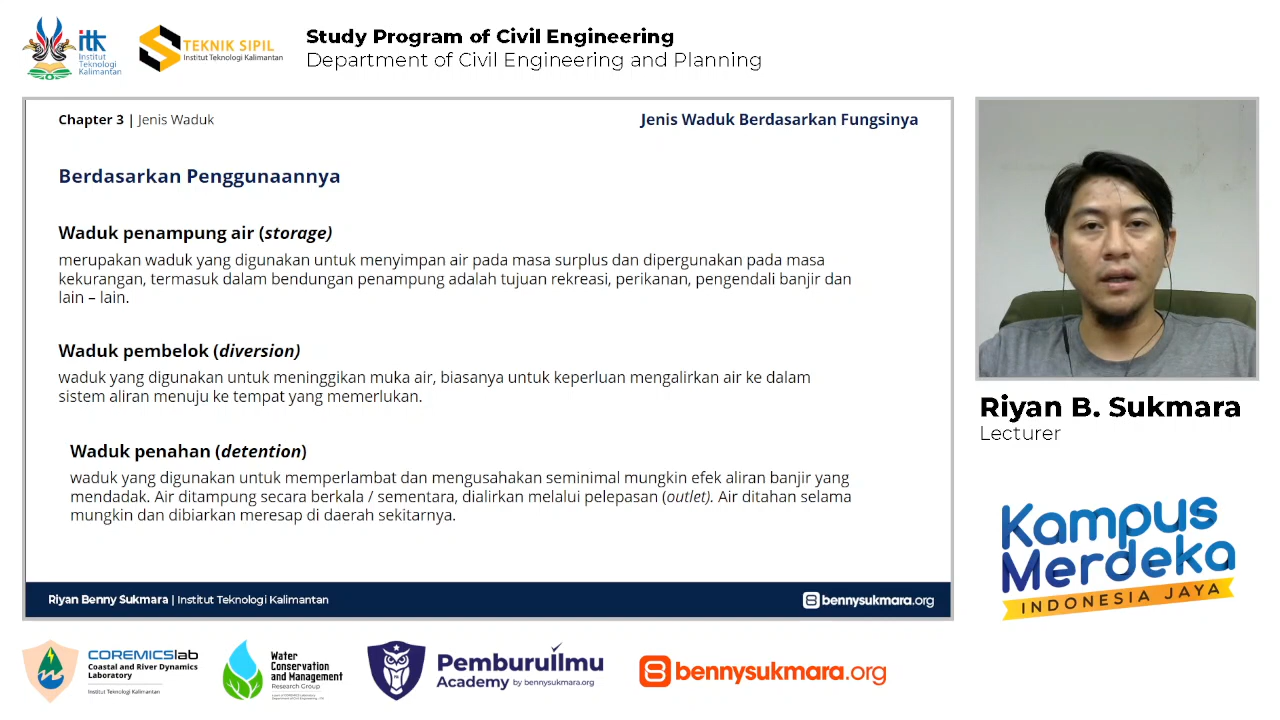 itk
Institut
Teknologi
Kalimantan
TEKNIK SIPIL
Institut Teknologi Kalimantan
Study Program of Civil Engineering
Department of Civil Engineering and Planning
Chapter 3 | Jenis Waduk
Jenis Waduk Berdasarkan Fungsinya
Berdasarkan Penggunaannya
Waduk penampung air (storage)
merupakan waduk yang digunakan untuk menyimpan air pada masa surplus dan dipergunakan pada masa
kekurangan, termasuk dalam bendungan penampung adalah tujuan rekreasi, perikanan, pengendali banjir dan
lain – lain.
Waduk pembelok (diversion)
waduk yang digunakan untuk meninggikan muka air, biasanya untuk keperluan mengalirkan air ke dalam
sistem aliran menuju ke tempat yang memerlukan.
Waduk penahan (detention)
waduk yang digunakan untuk memperlambat dan mengusahakan seminimal mungkin efek aliran banjir yang
mendadak. Air ditampung secara berkala / sementara, dialirkan melalui pelepasan (outlet). Air ditahan selama
mungkin dan dibiarkan meresap di daerah sekitarnya.
Riyan Benny Sukmara | Institut Teknologi Kalimantan
bennysukmara.org
Riyan B. Sukmara
Lecturer
Kampus
Merdeka
INDONESIA JAYA
COREMICSlab
Coastal and River Dynamics
Laboratory
Institut Teknologi Kalimantan
Water
Conservation
and Management
Research Group
PemburuIlmu
Academy by bennysukmara.org
bennysukmara.org